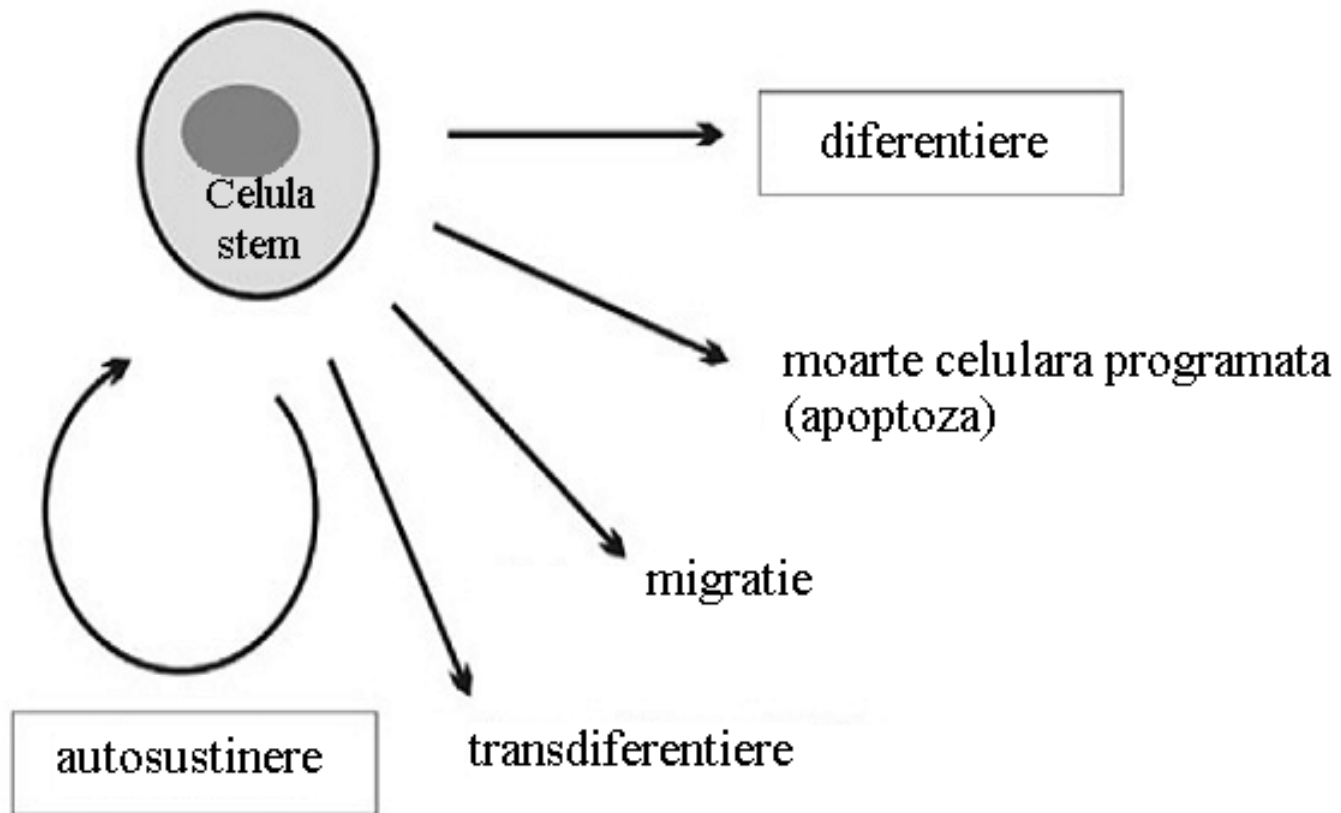 Celula
stem
diferentiere
moarte celulara programata
(apoptoza)
migratie
transdiferentiere
autosustinere